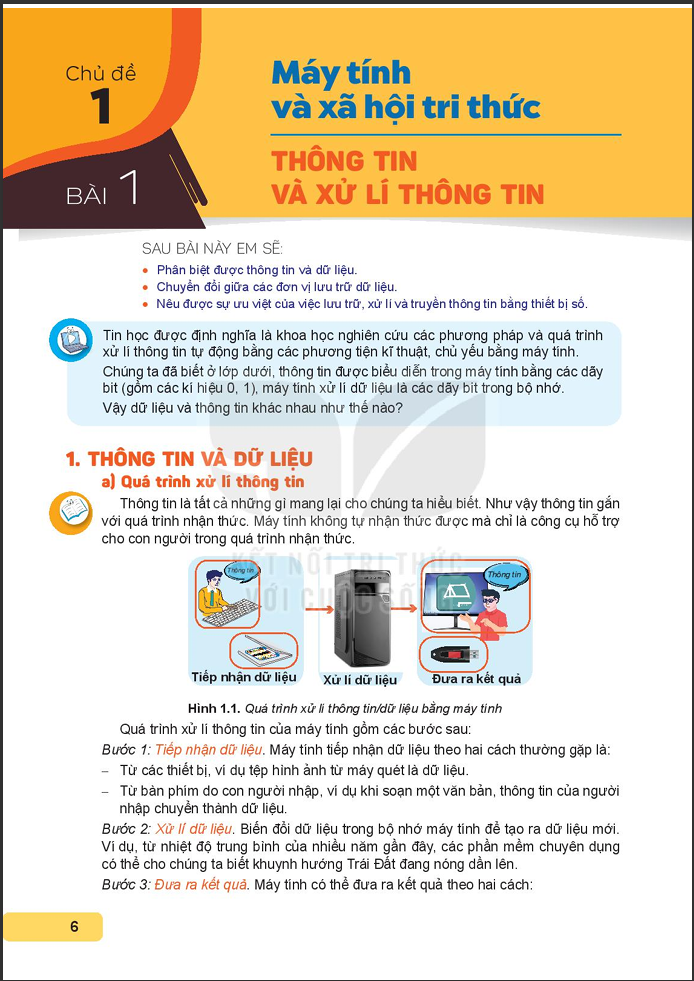 Chủ đề
1
Máy tính
và xã hội tri thức
BÀI 1
THÔNG TIN
VÀ XỬ LÍ THÔNG TIN
SAU BÀI NÀY EM SẼ:
• Phân biệt được thông tin và dữ liệu.
• Chuyển đổi giữa các đơn vị lưu trữ dữ liệu.
• Nêu được sự ưu việt của việc lưu trữ, xử lí và truyền thông tin bằng thiết bị số.
Tin học được định nghĩa là khoa học nghiên cứu các phương pháp và quá trình
xử lí thông tin tự động bằng các phương tiện kĩ thuật, chủ yếu bằng máy tính.
Chúng ta đã biết ở lớp dưới, thông tin được biểu diễn trong máy tính bằng các dãy
bit (gồm các kí hiệu 0, 1), máy tính xử lí dữ liệu là các dãy bit trong bộ nhớ.
Vậy dữ liệu và thông tin khác nhau như thế nào?
1. THÔNG TIN VÀ DỮ LIỆU
a) Quá trình xử lí thông tin
Thông tin là tất cả những gì mang lại cho chúng ta hiểu biết. Như vậy thông tin gắn
với quá trình nhận thức. Máy tính không tự nhận thức được mà chỉ là công cụ hỗ trợ
cho con người trong quá trình nhận thức.
KẾT NỐI TRI THỨC
VỚI CUỘC SỐNG
Thông tin
Thông tin
Tiếp nhận dữ liệu
Xử lí dữ liệu
Đưa ra kết quả
Hình 1.1. Quá trình xử lí thông tin/dữ liệu bằng máy tính
Quá trình xử lí thông tin của máy tính gồm các bước sau:
Bước 1: Tiếp nhận dữ liệu. Máy tính tiếp nhận dữ liệu theo hai cách thường gặp là:
– Từ các thiết bị, ví dụ tệp hình ảnh từ máy quét là dữ liệu.
– Từ bàn phím do con người nhập, ví dụ khi soạn một văn bản, thông tin của người
nhập chuyển thành dữ liệu.
Bước 2: Xử lí dữ liệu. Biến đổi dữ liệu trong bộ nhớ máy tính để tạo ra dữ liệu mới.
Ví dụ, từ nhiệt độ trung bình của nhiều năm gần đây, các phần mềm chuyên dụng
có thể cho chúng ta biết khuynh hướng Trái Đất đang nóng dần lên.
Bước 3: Đưa ra kết quả. Máy tính có thể đưa ra kết quả theo hai cách:
6